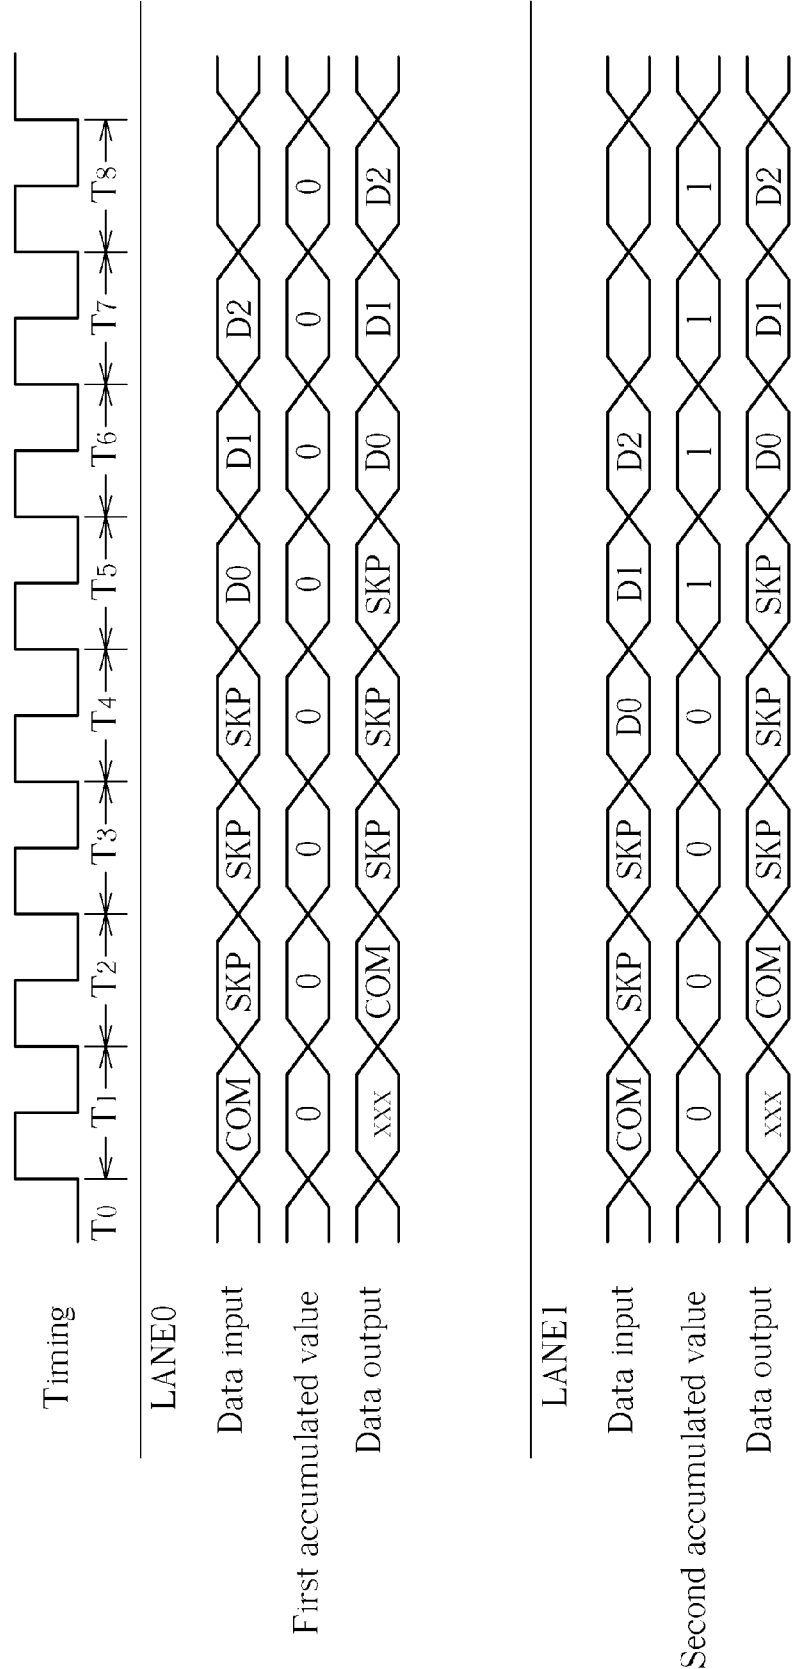 Timing
T0 T1 T2 T3 T4 T5 T6 T7 T8
LANE0
Data input COM SKP SKP SKP D0 D1 D2
First accumulated value 0 0 0 0 0 0 0 0
Data output xxx COM SKP SKP SKP D0 D1 D2
LANE1
Data input COM SKP SKP D0 D1 D2
Second accumulated value 0 0 0 0 1 1 1 1
Data output xxx COM SKP SKP SKP D0 D1 D2